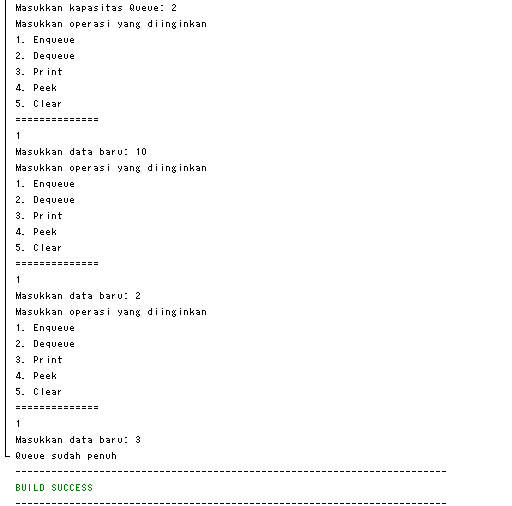 Masukkan kapasitas Queue: 2
Masukkan operasi yang diinginkan
1. Enqueue
2. Dequeue
3. Print
4. Peek
5. Clear
==============
1
Masukkan data baru: 10
Masukkan operasi yang diinginkan
1. Enqueue
2. Dequeue
3. Print
4. Peek
5. Clear
==============
1
Masukkan data baru: 2
Masukkan operasi yang diinginkan
1. Enqueue
2. Dequeue
3. Print
4. Peek
5. Clear
==============
1
Masukkan data baru: 3
Queue sudah penuh
------------------------------------------------------------------------
BUILD SUCCESS
------------------------------------------------------------------------